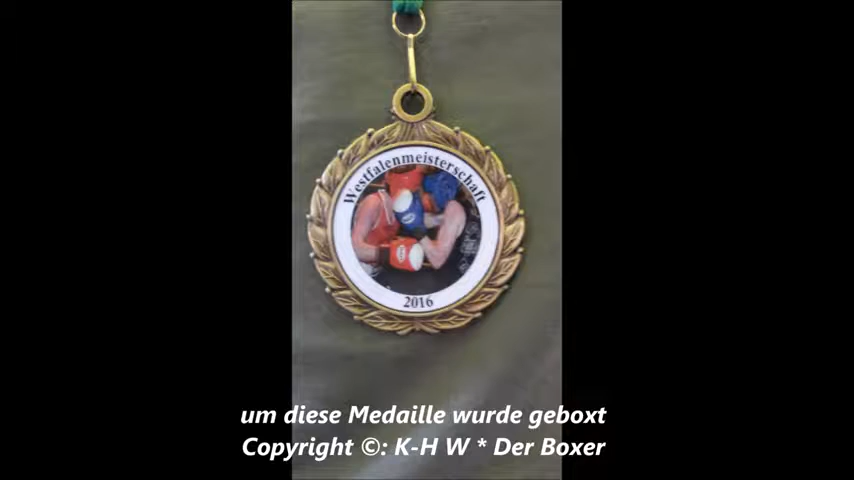 Westfalenmeisterschaft
2016
um diese Medaille wurde geboxt
Copyright ©: K-H W * Der Boxer